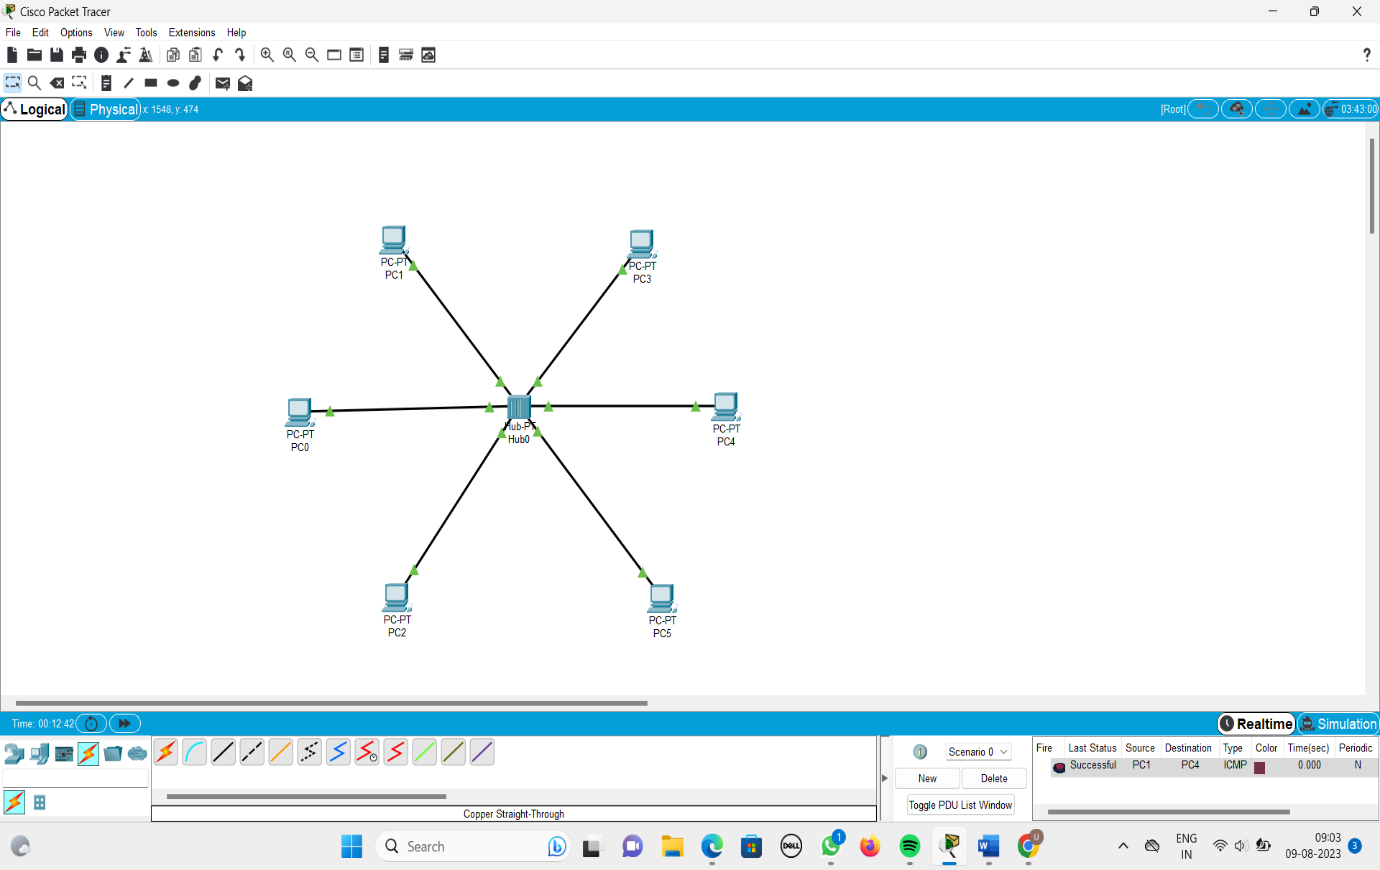 Cisco Packet Tracer
File Edit Options View Tools Extensions Help
?
Logical Physical x: 1548, y: 474 [Root] 03:43:00
PC-PT
PC1
PC-PT
PC3
PC-PT
PC0
Hub-PT
Hub0
PC-PT
PC4
PC-PT
PC2
PC-PT
PC5
Time: 00:12:42 Realtime Simulation
Scenario 0
New Delete
Toggle PDU List Window
Fire Last Status Source Destination Type Color Time(sec) Periodic
Successful PC1 PC4 ICMP 0.000 N
Copper Straight-Through
Search
DELL
1
W
U
ENG
IN
09:03
09-08-2023
3